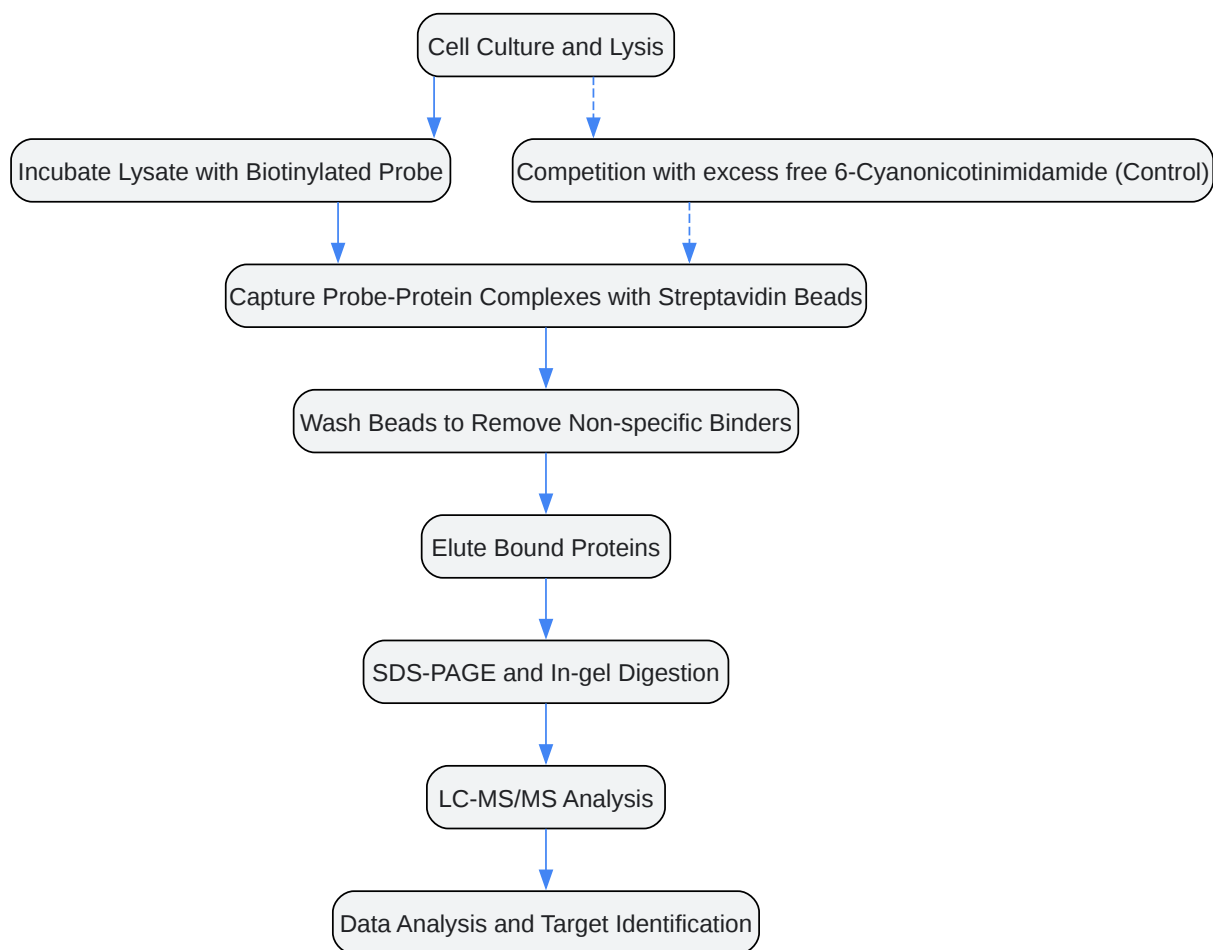 Cell Culture and Lysis
Incubate Lysate with Biotinylated Probe
Competition with excess free 6-Cyanonicotinimidamide (Control)
Capture Probe-Protein Complexes with Streptavidin Beads
Wash Beads to Remove Non-specific Binders
Elute Bound Proteins
SDS-PAGE and In-gel Digestion
LC-MS/MS Analysis
Data Analysis and Target Identification